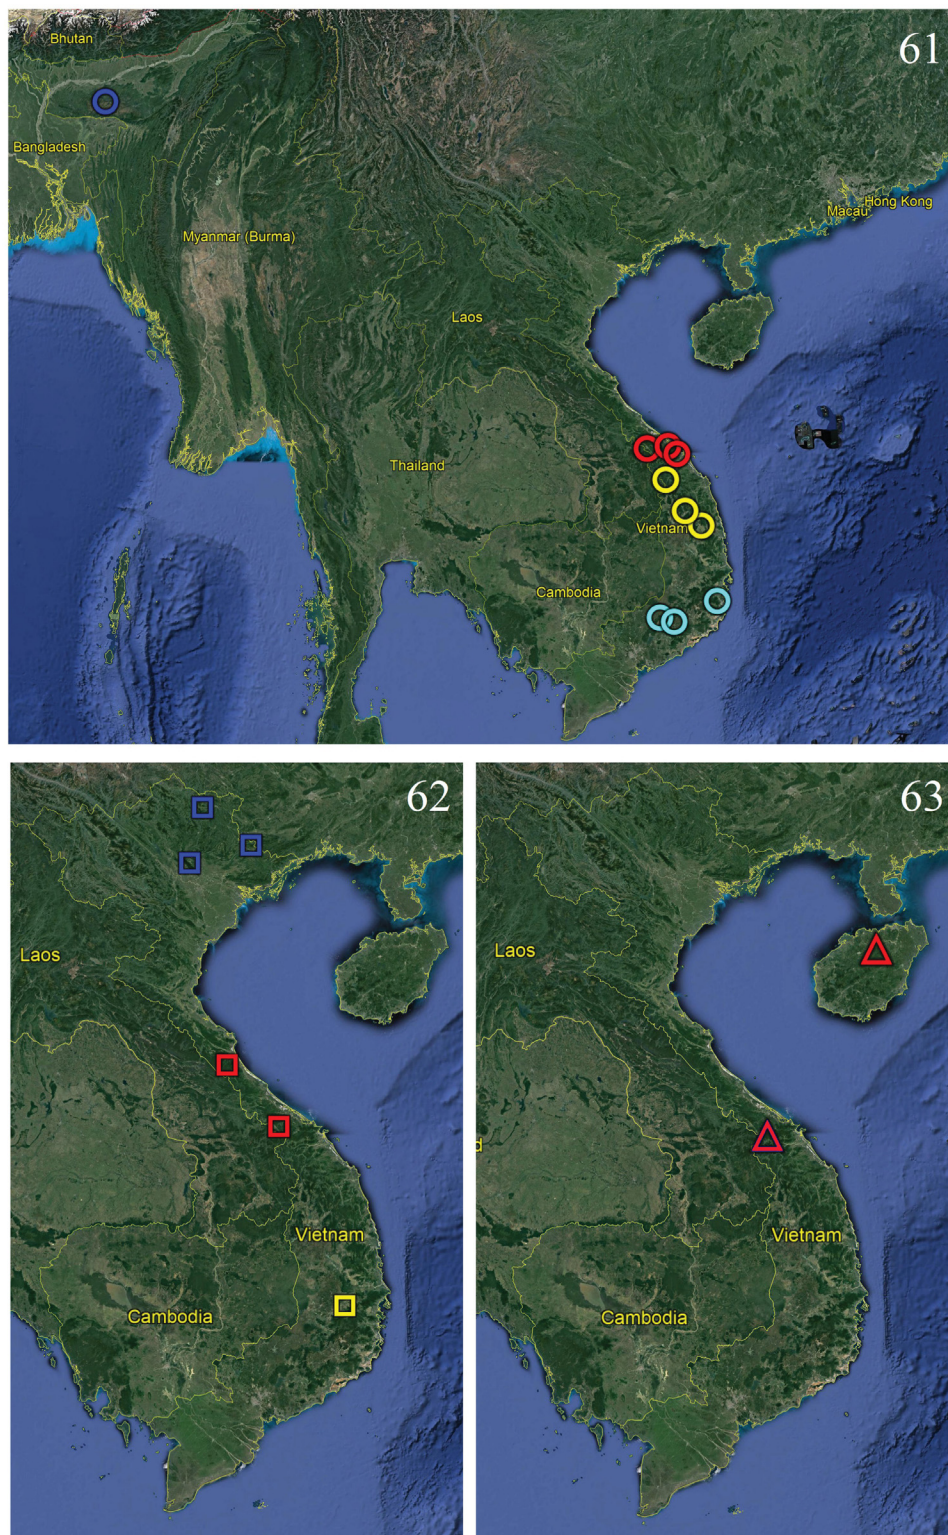 Bhutan
61
Bangladesh
Hong Kong
Macau
Myanmar (Burma)
Laos
Thailand
Vietnam
Cambodia
62
Laos
Vietnam
Cambodia
63
Laos
d
Vietnam
Cambodia